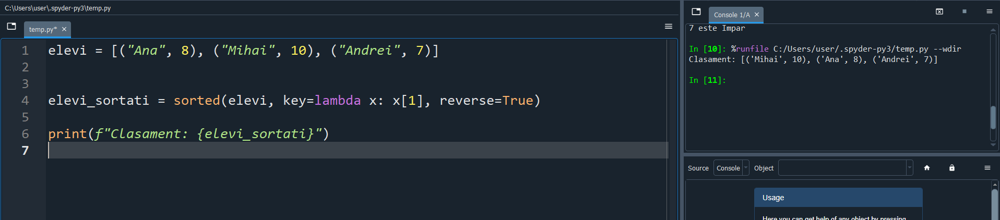 C:\Users\user\.spyder-py3\temp.py
temp.py*
1 elevi = [("Ana", 8), ("Mihai", 10), ("Andrei", 7)]
2
3
4 elevi_sortati = sorted(elevi, key=lambda x: x[1], reverse=True)
5
6 print(f"Clasament: {elevi_sortati}")
7
Console 1/A
7 este Impar
In [10]: %runfile C:/Users/user/.spyder-py3/temp.py --wdir
Clasament: [('Mihai', 10), ('Ana', 8), ('Andrei', 7)]
In [11]:
Source Console Object
Usage
Here you can get help of any object by pressing